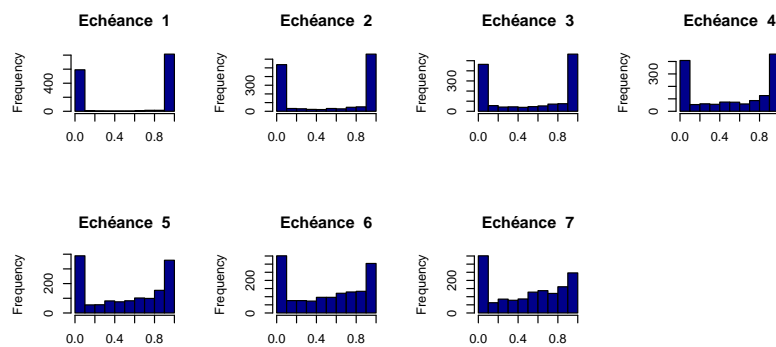 Echéance 1
Frequency
0 400
0.0 0.4 0.8
Echéance 2
Frequency
0 300
0.0 0.4 0.8
Echéance 3
Frequency
0 300
0.0 0.4 0.8
Echéance 4
Frequency
0 300
0.0 0.4 0.8
Echéance 5
Frequency
0 200
0.0 0.4 0.8
Echéance 6
Frequency
0 200
0.0 0.4 0.8
Echéance 7
Frequency
0 200
0.0 0.4 0.8